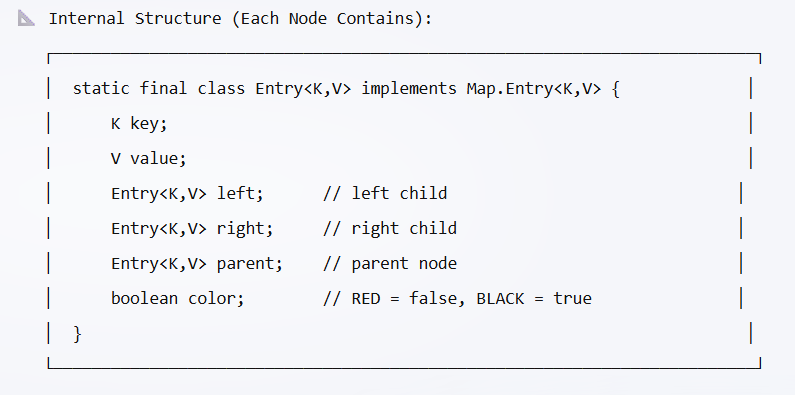 📐 Internal Structure (Each Node Contains):
static final class Entry<K,V> implements Map.Entry<K,V> {
    K key;
    V value;
    Entry<K,V> left;      // left child
    Entry<K,V> right;     // right child
    Entry<K,V> parent;    // parent node
    boolean color;        // RED = false, BLACK = true
}